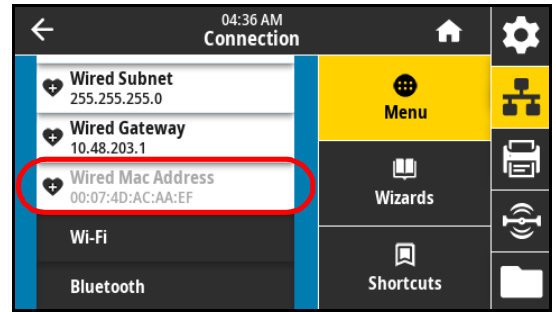 04:36 AM
Connection
Wired Subnet
255.255.255.0
Wired Gateway
10.48.203.1
Wired Mac Address
00:07:4D:AC:AA:EF
Wi-Fi
Bluetooth
Menu
Wizards
Shortcuts